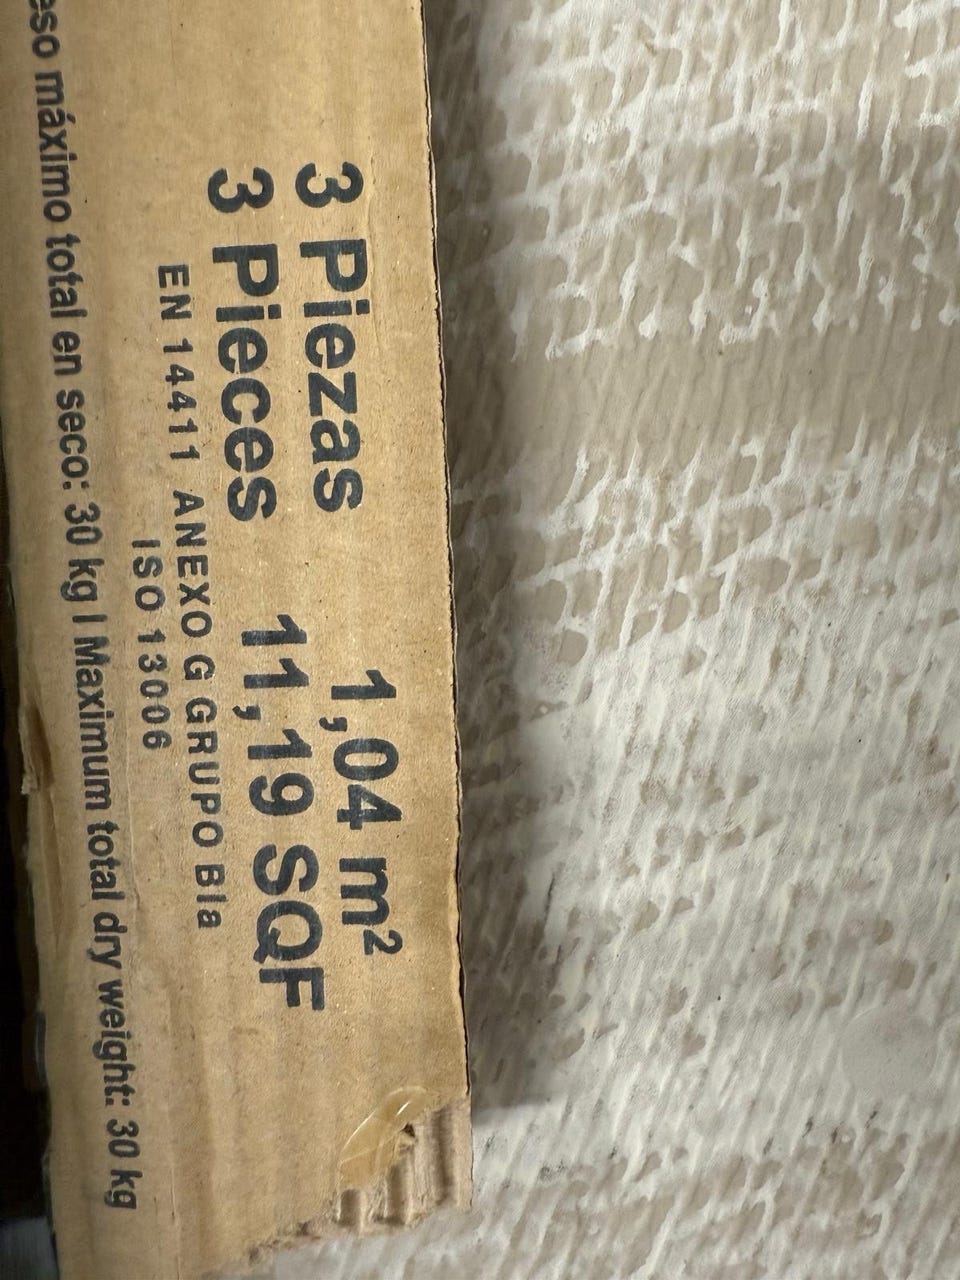 3 Piezas 1,04 m²
3 Pieces 11,19 SQF
EN 14411 ANEXO G GRUPO BIa
ISO 13006
máximo total en seco: 30 kg | Maximum total dry weight: 30 kg